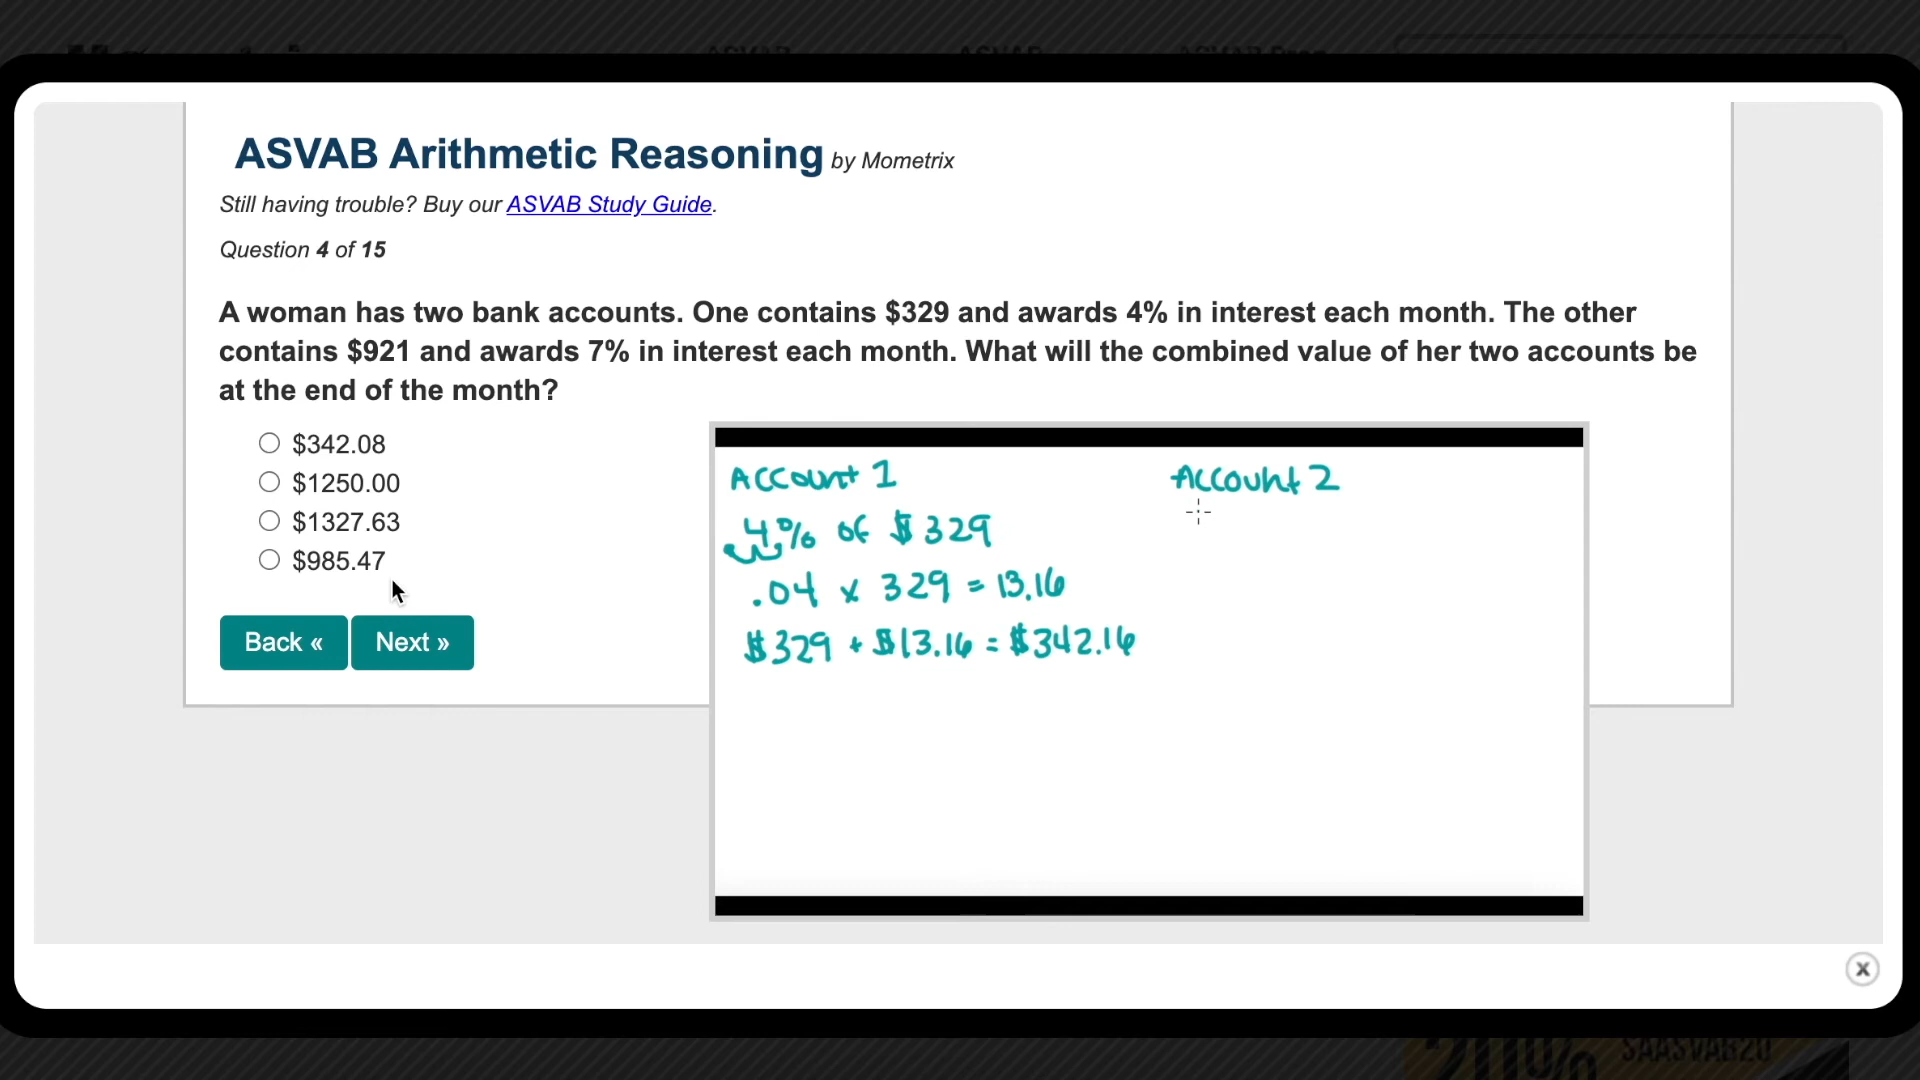 ASVAB Arithmetic Reasoning by Mometrix
Still having trouble? Buy our ASVAB Study Guide.
Question 4 of 15
A woman has two bank accounts. One contains $329 and awards 4% in interest each month. The other
contains $921 and awards 7% in interest each month. What will the combined value of her two accounts be
at the end of the month?
$342.08
$1250.00
$1327.63
$985.47
Back «
Next »
Account 1
4% of $329
.04 x 329 = 13.16
$329 + $13.16 = $342.16
Account 2
x
20%
SAASVAB20